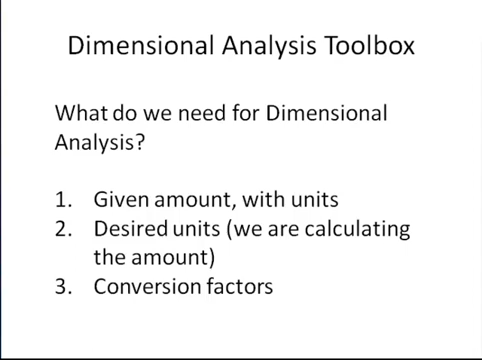 Dimensional Analysis Toolbox
What do we need for Dimensional
Analysis?
1. Given amount, with units
2. Desired units (we are calculating
the amount)
3. Conversion factors